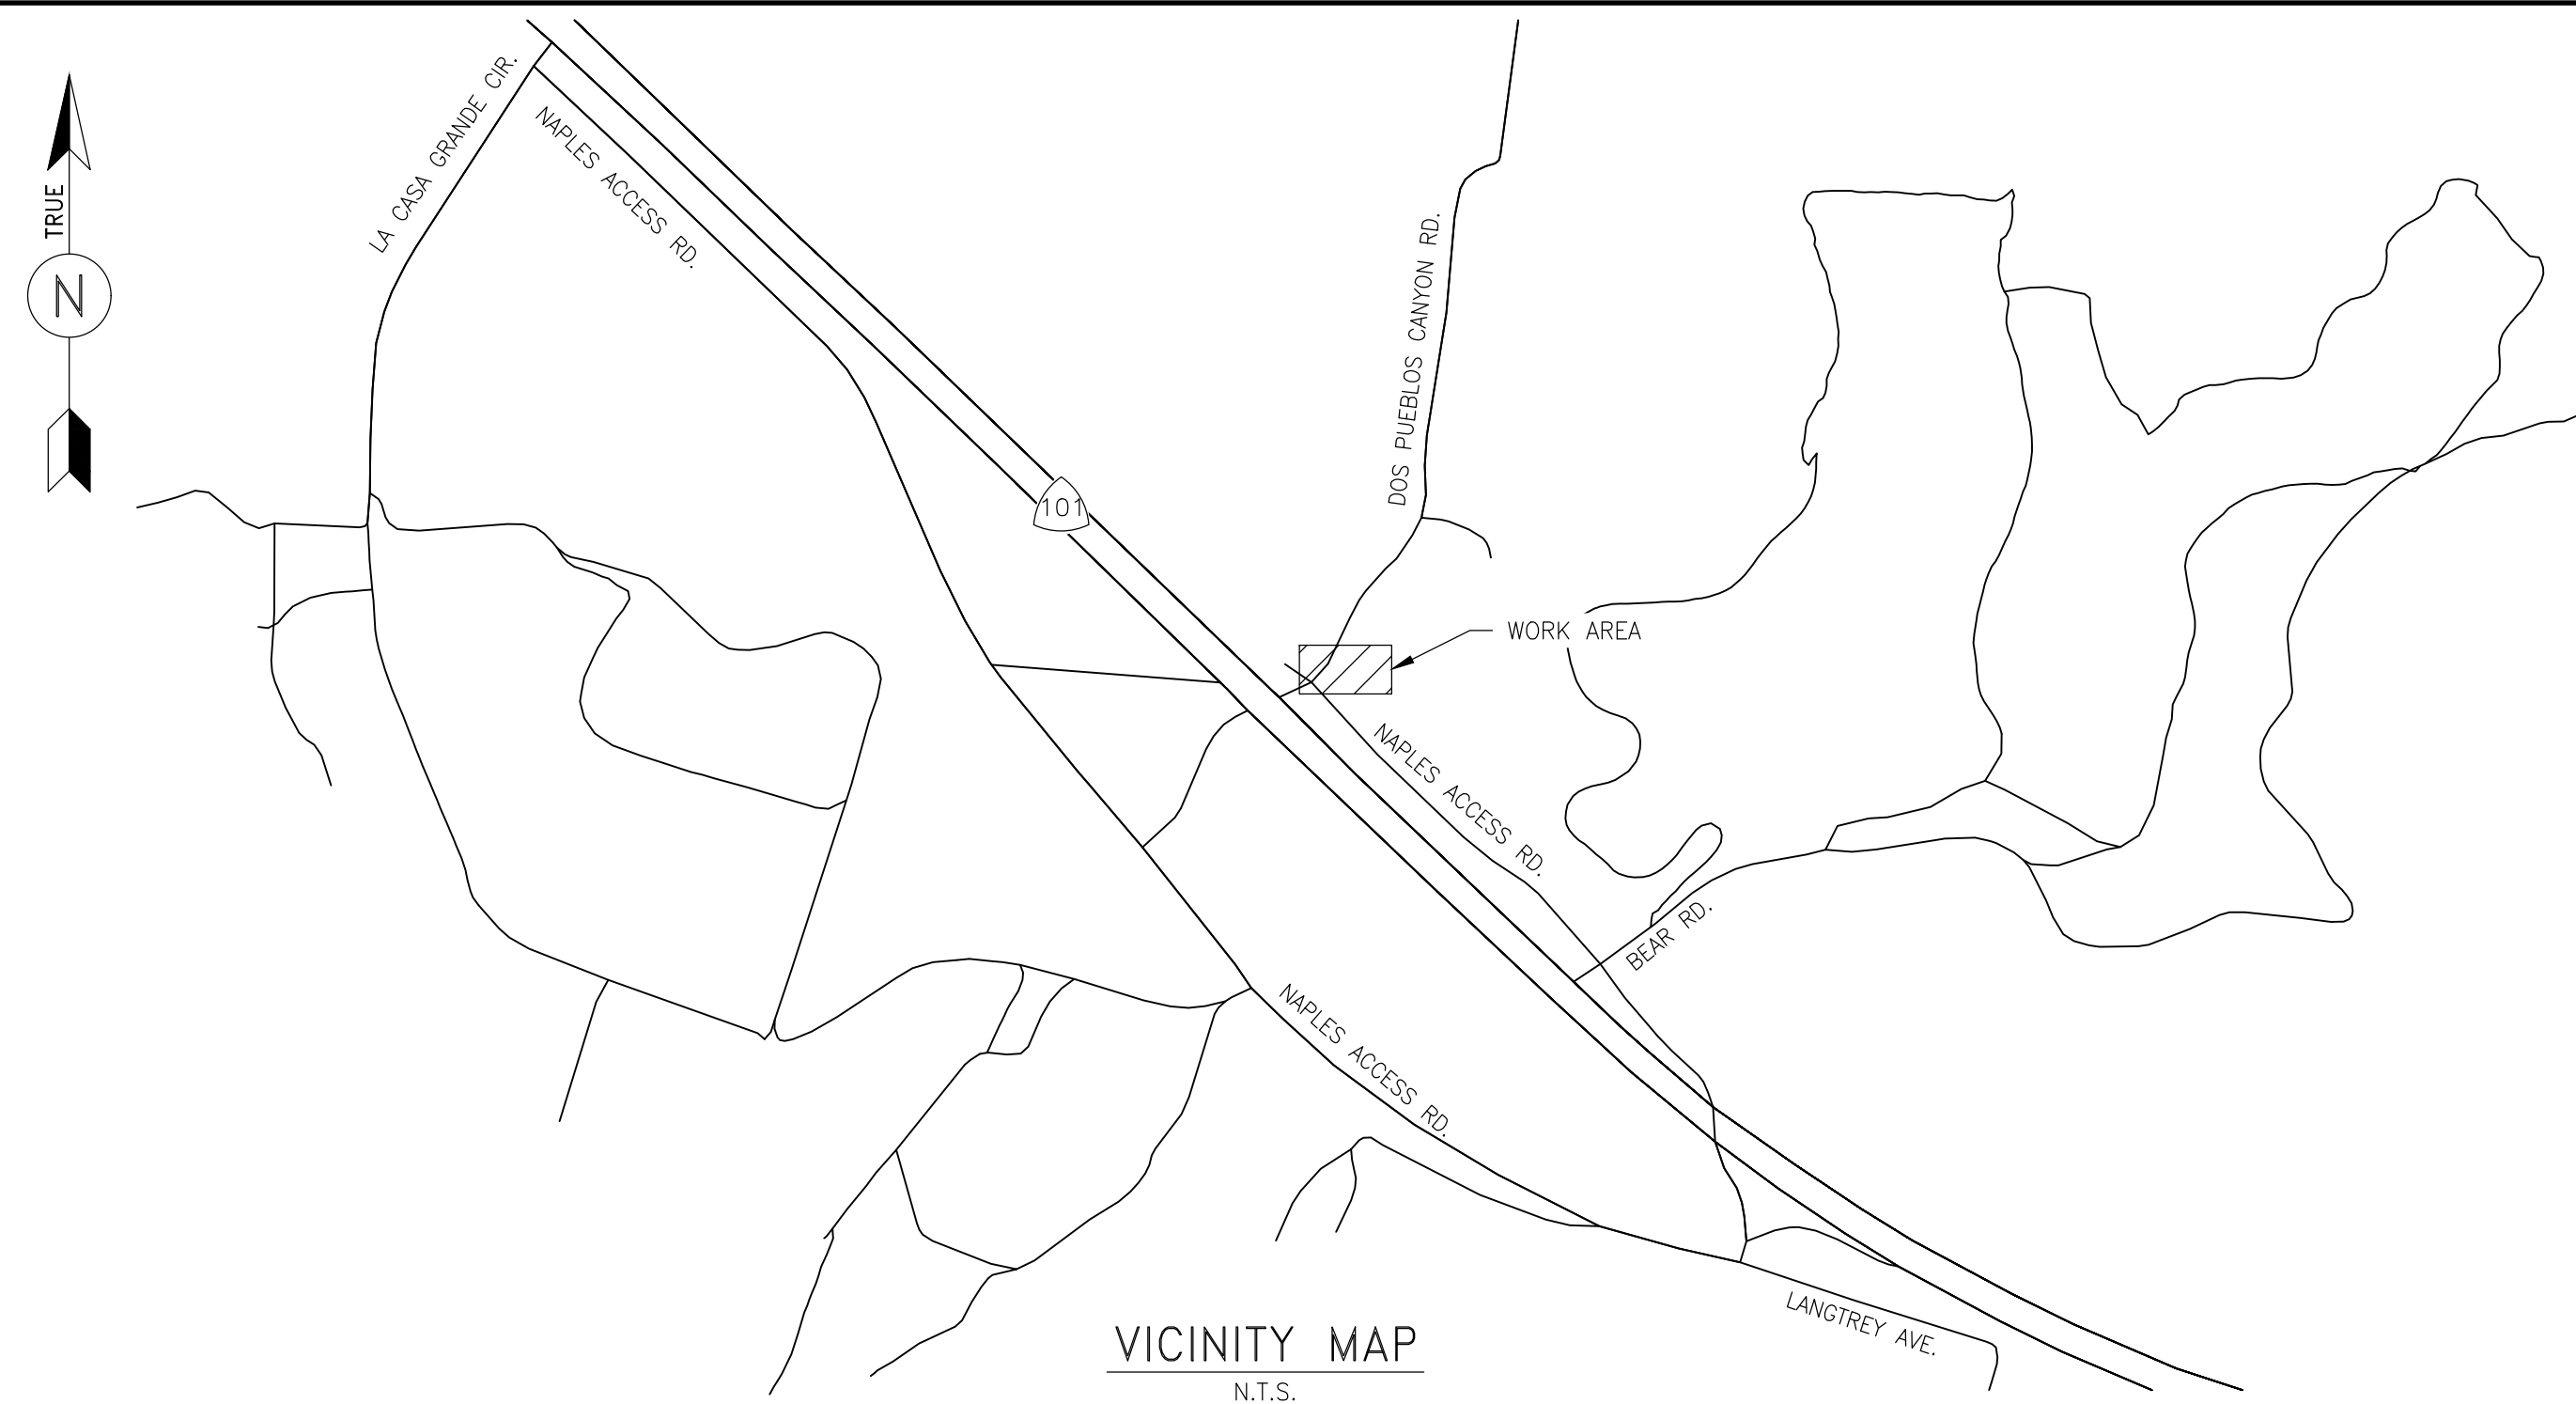 LA CASA GRANDE CIR.
NAPLES ACCESS RD.
TRUE
N
DOS PUEBLOS CANYON RD.
101
WORK AREA
NAPLES ACCESS RD.
BEAR RD.
NAPLES ACCESS RD.
LANGTREY AVE.
VICINITY MAP
N.T.S.